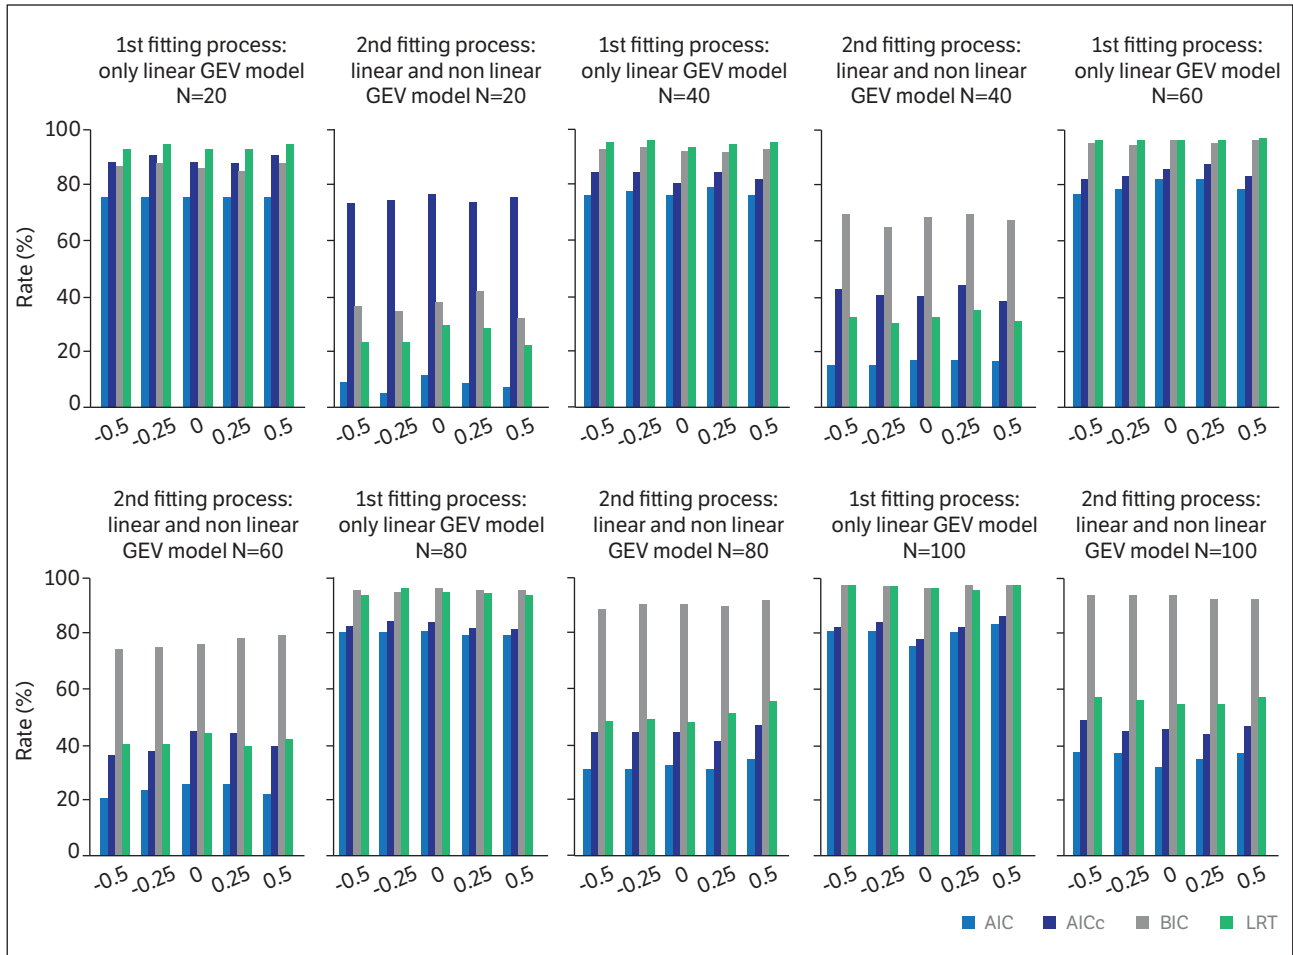 1st fitting process:
only linear GEV model
N=20
2nd fitting process:
linear and non linear
GEV model N=20
1st fitting process:
only linear GEV model
N=40
2nd fitting process:
linear and non linear
GEV model N=40
1st fitting process:
only linear GEV model
N=60
Rate (%)
100
80
60
40
20
0
-0.5 -0.25 0 0.25 0.5
-0.5 -0.25 0 0.25 0.5
-0.5 -0.25 0 0.25 0.5
-0.5 -0.25 0 0.25 0.5
-0.5 -0.25 0 0.25 0.5
2nd fitting process:
linear and non linear
GEV model N=60
1st fitting process:
only linear GEV model
N=80
2nd fitting process:
linear and non linear
GEV model N=80
1st fitting process:
only linear GEV model
N=100
2nd fitting process:
linear and non linear
GEV model N=100
Rate (%)
100
80
60
40
20
0
-0.5 -0.25 0 0.25 0.5
-0.5 -0.25 0 0.25 0.5
-0.5 -0.25 0 0.25 0.5
-0.5 -0.25 0 0.25 0.5
-0.5 -0.25 0 0.25 0.5
AIC AICc BIC LRT